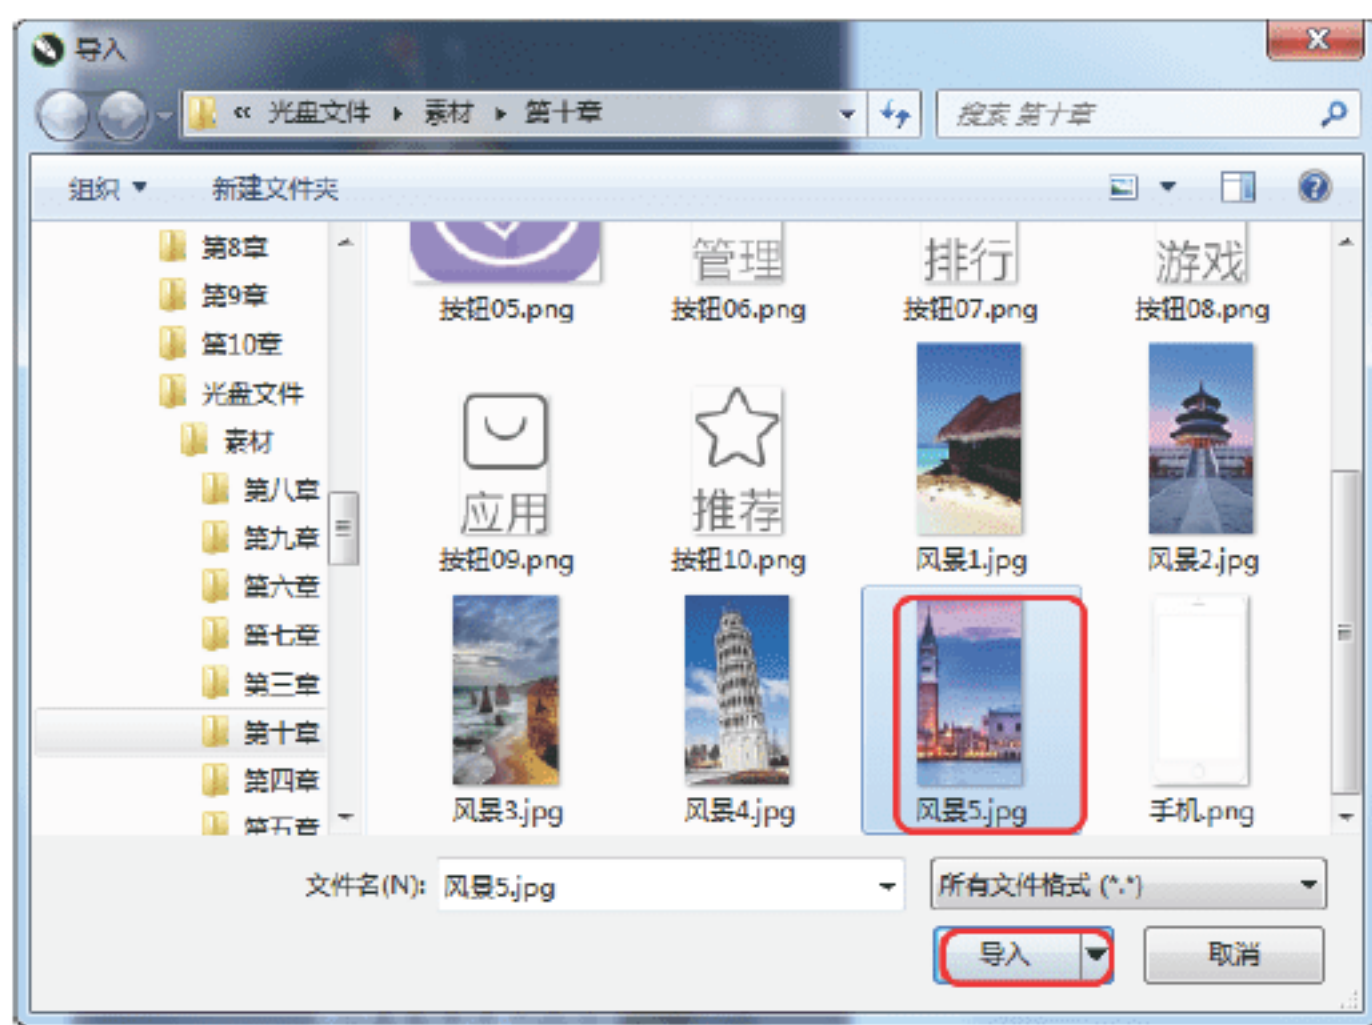 导入
« 光盘文件 ▸ 素材 ▸ 第十章
搜索 第十章
组织 新建文件夹
第8章
第9章
第10章
光盘文件
素材
第八章
第九章
第六章
第七章
第三章
第十章
第四章
第五章
管理 排行 游戏
按钮05.png 按钮06.png 按钮07.png 按钮08.png
应用 推荐
按钮09.png 按钮10.png 风景1.jpg 风景2.jpg
风景3.jpg 风景4.jpg 风景5.jpg 手机.png
文件名(N): 风景5.jpg 所有文件格式 (*.*)
导入 取消